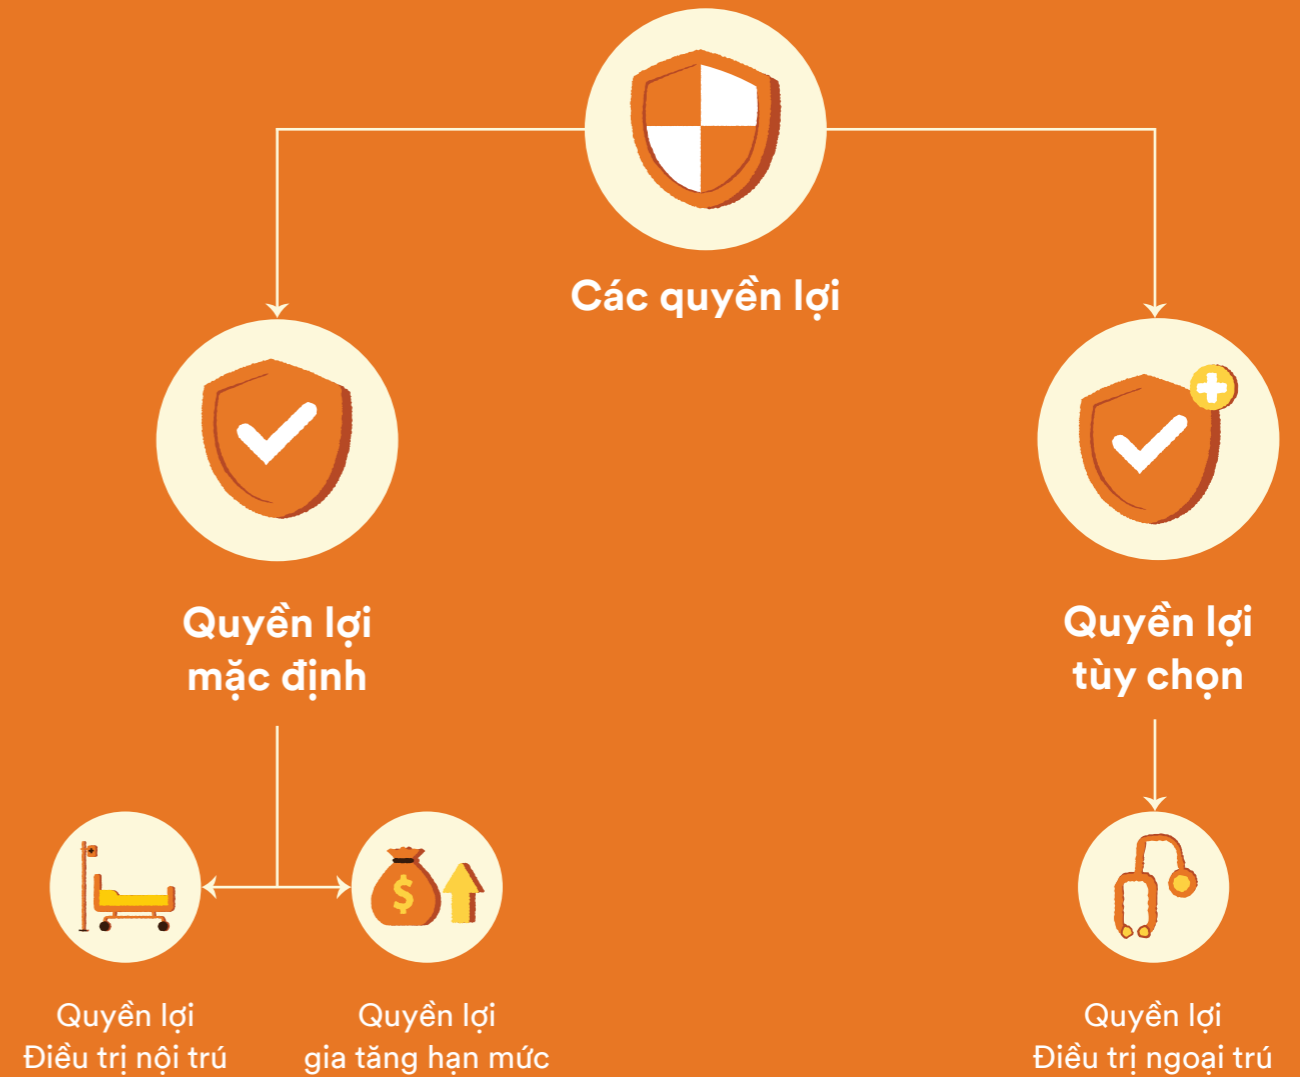 Các quyền lợi
Quyền lợi
mặc định
Quyền lợi
tùy chọn
Quyền lợi
Điều trị nội trú
Quyền lợi
gia tăng hạn mức
Quyền lợi
Điều trị ngoại trú